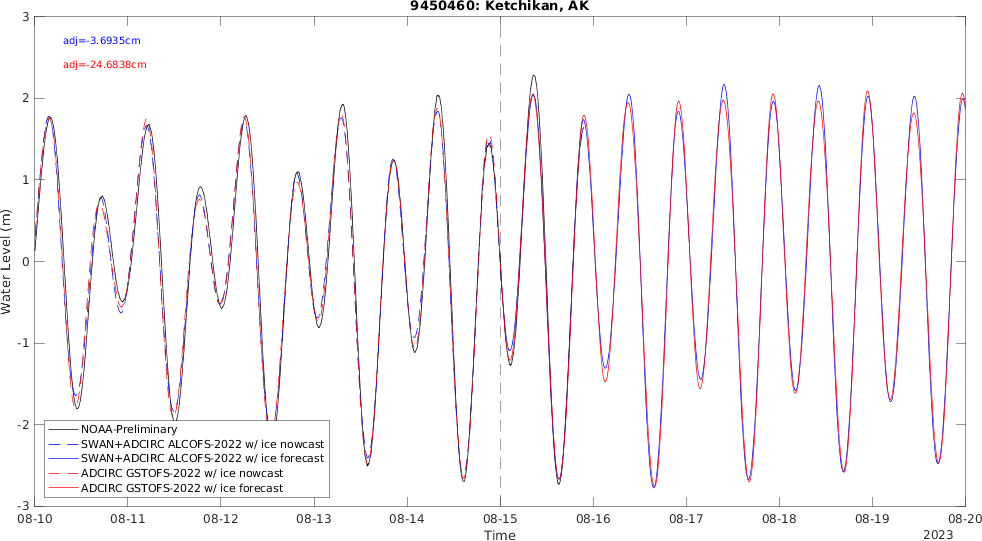 9450460: Ketchikan, AK
adj=-3.6935cm
adj=-24.6838cm
Water Level (m)
3
2
1
0
-1
-2
-3
NOAA-Preliminary
SWAN+ADCIRC ALCOFS-2022 w/ ice nowcast
SWAN+ADCIRC ALCOFS-2022 w/ ice forecast
ADCIRC GSTOFS-2022 w/ ice nowcast
ADCIRC GSTOFS-2022 w/ ice forecast
08-10 08-11 08-12 08-13 08-14 08-15 08-16 08-17 08-18 08-19 08-20
Time
2023